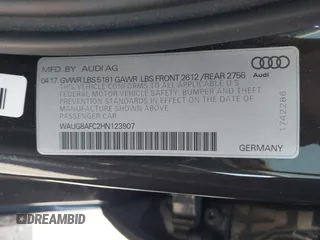 MFD BY AUDI AG
04 17 GVWR LBS 5181 GAWR LBS FRONT 2612 / REAR 2756
THIS VEHICLE CONFORMS TO ALL APPLICABLE U.S.
FEDERAL MOTOR VEHICLE SAFETY, BUMPER AND THEFT
PREVENTION STANDARDS IN EFFECT ON THE DATE OF
MANUFACTURE SHOWN ABOVE.
WAUG8AFC2HN123907
TYPE: PASSENGER
GERMANY
Audi
1742286
DREAMBID